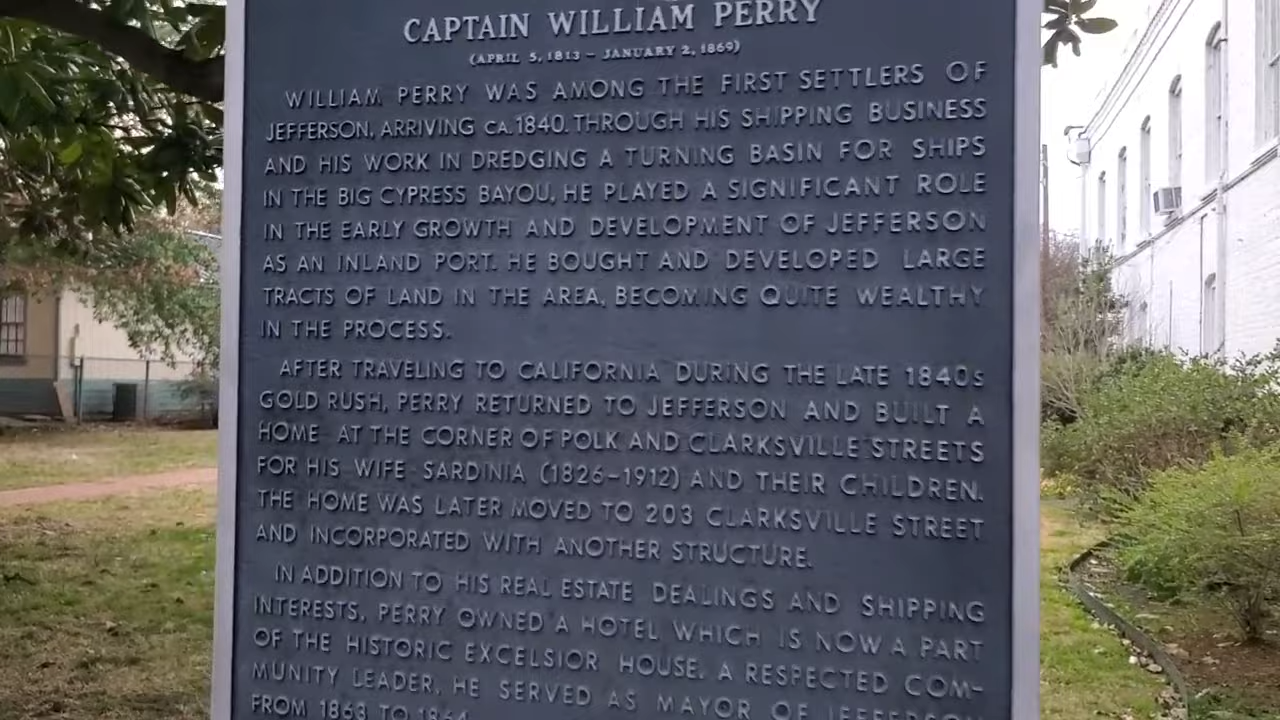 CAPTAIN WILLIAM PERRY
(APRIL 5, 1813 – JANUARY 2, 1869)
WILLIAM PERRY WAS AMONG THE FIRST SETTLERS OF
JEFFERSON, ARRIVING CA. 1840. THROUGH HIS SHIPPING BUSINESS
AND HIS WORK IN DREDGING A TURNING BASIN FOR SHIPS
IN THE BIG CYPRESS BAYOU, HE PLAYED A SIGNIFICANT ROLE
IN THE EARLY GROWTH AND DEVELOPMENT OF JEFFERSON
AS AN INLAND PORT. HE BOUGHT AND DEVELOPED LARGE
TRACTS OF LAND IN THE AREA, BECOMING QUITE WEALTHY
IN THE PROCESS.
AFTER TRAVELING TO CALIFORNIA DURING THE LATE 1840s
GOLD RUSH, PERRY RETURNED TO JEFFERSON AND BUILT A
HOME AT THE CORNER OF POLK AND CLARKSVILLE STREETS
FOR HIS WIFE SARDINIA (1826–1912) AND THEIR CHILDREN.
THE HOME WAS LATER MOVED TO 203 CLARKSVILLE STREET
AND INCORPORATED WITH ANOTHER STRUCTURE.
IN ADDITION TO HIS REAL ESTATE DEALINGS AND SHIPPING
INTERESTS, PERRY OWNED A HOTEL WHICH IS NOW A PART
OF THE HISTORIC EXCELSIOR HOUSE. A RESPECTED COM-
MUNITY LEADER, HE SERVED AS MAYOR OF JEFFERSON
FROM 1863 TO 1864